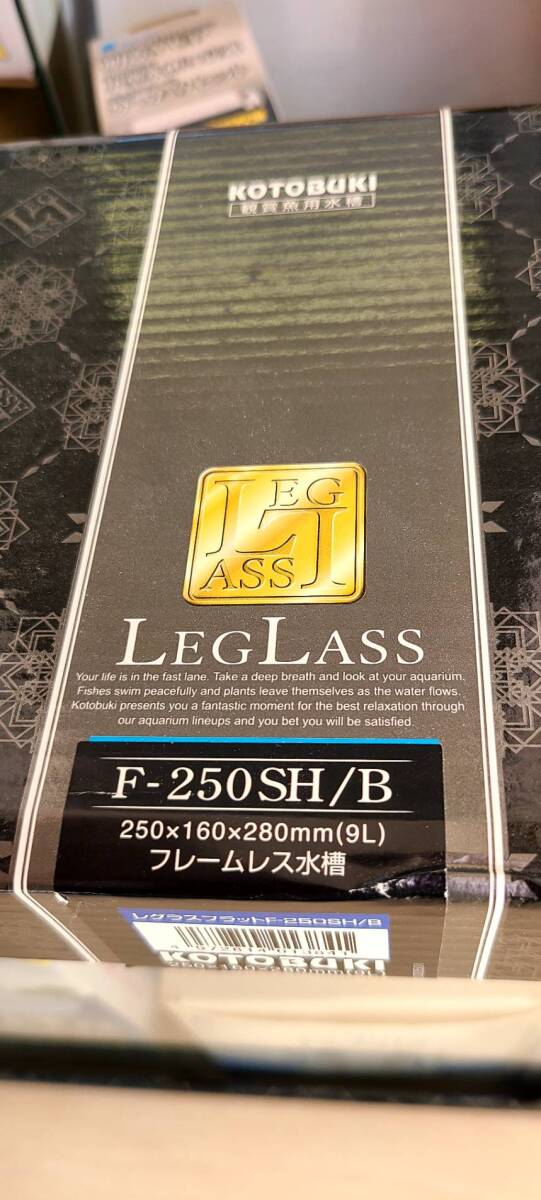 KOTOBUKI
観賞魚用水槽
LEG
LASS
LEGLASS
Your life is in the fast lane. Take a deep breath and look at your aquarium.
Fishes swim peacefully and plants leave themselves as the water flows.
Kotobuki presents you a fantastic moment for the best relaxation through
our aquarium lineups and you bet you will be satisfied.
F-250SH/B
250×160×280mm(9L)
フレームレス水槽
レグラスフラットF-250SH/B
KOTOBUKI